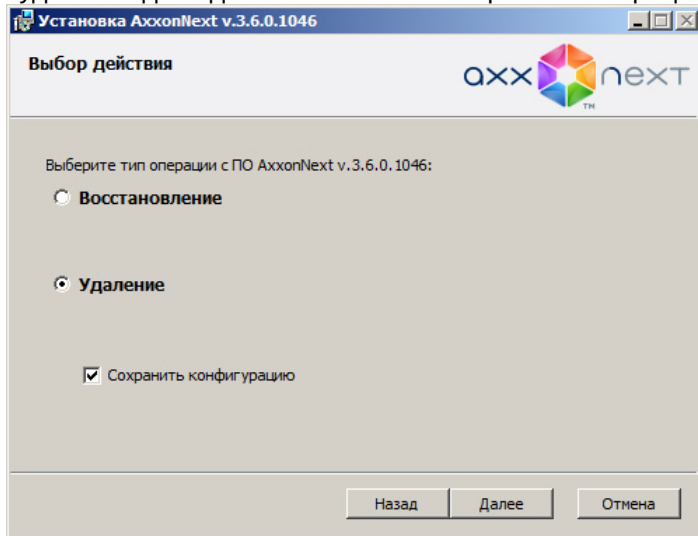 Установка AxxonNext v.3.6.0.1046
Выбор действия
axx next
TM
Выберите тип операции с ПО AxxonNext v.3.6.0.1046:
Восстановление
Удаление
Сохранить конфигурацию
Назад Далее Отмена